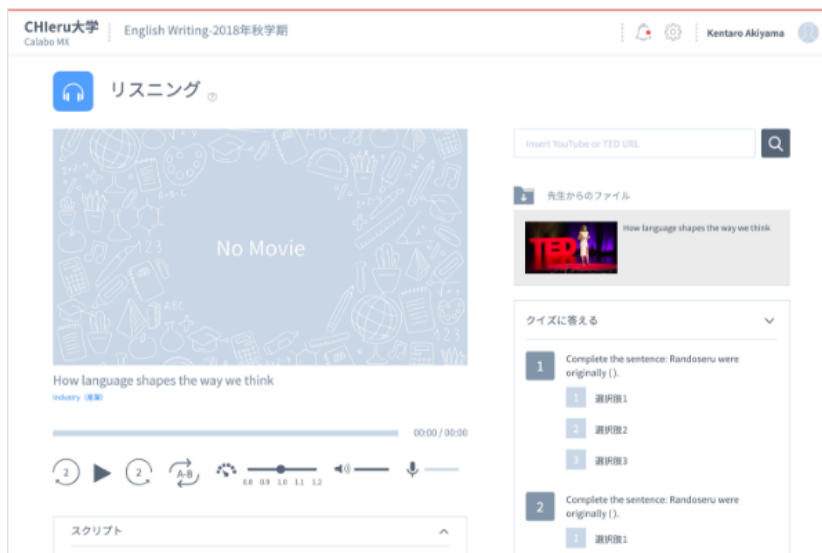 CHIeru大学
Calabo MX
English Writing-2018年秋学期
Kentaro Akiyama
リスニング
?
No Movie
ABC
A+B=C
123
ABC
123
How language shapes the way we think
Industry（産業）
00:00 / 00:00
2
2
A-B
0.8 0.9 1.0 1.1 1.2
スクリプト
Insert YouTube or TED URL
先生からのファイル
TED
How language shapes the way we think
クイズに答える
1
Complete the sentence: Randoseru were
originally ().
1 選択肢1
2 選択肢2
3 選択肢3
2
Complete the sentence: Randoseru were
originally ().
1 選択肢1